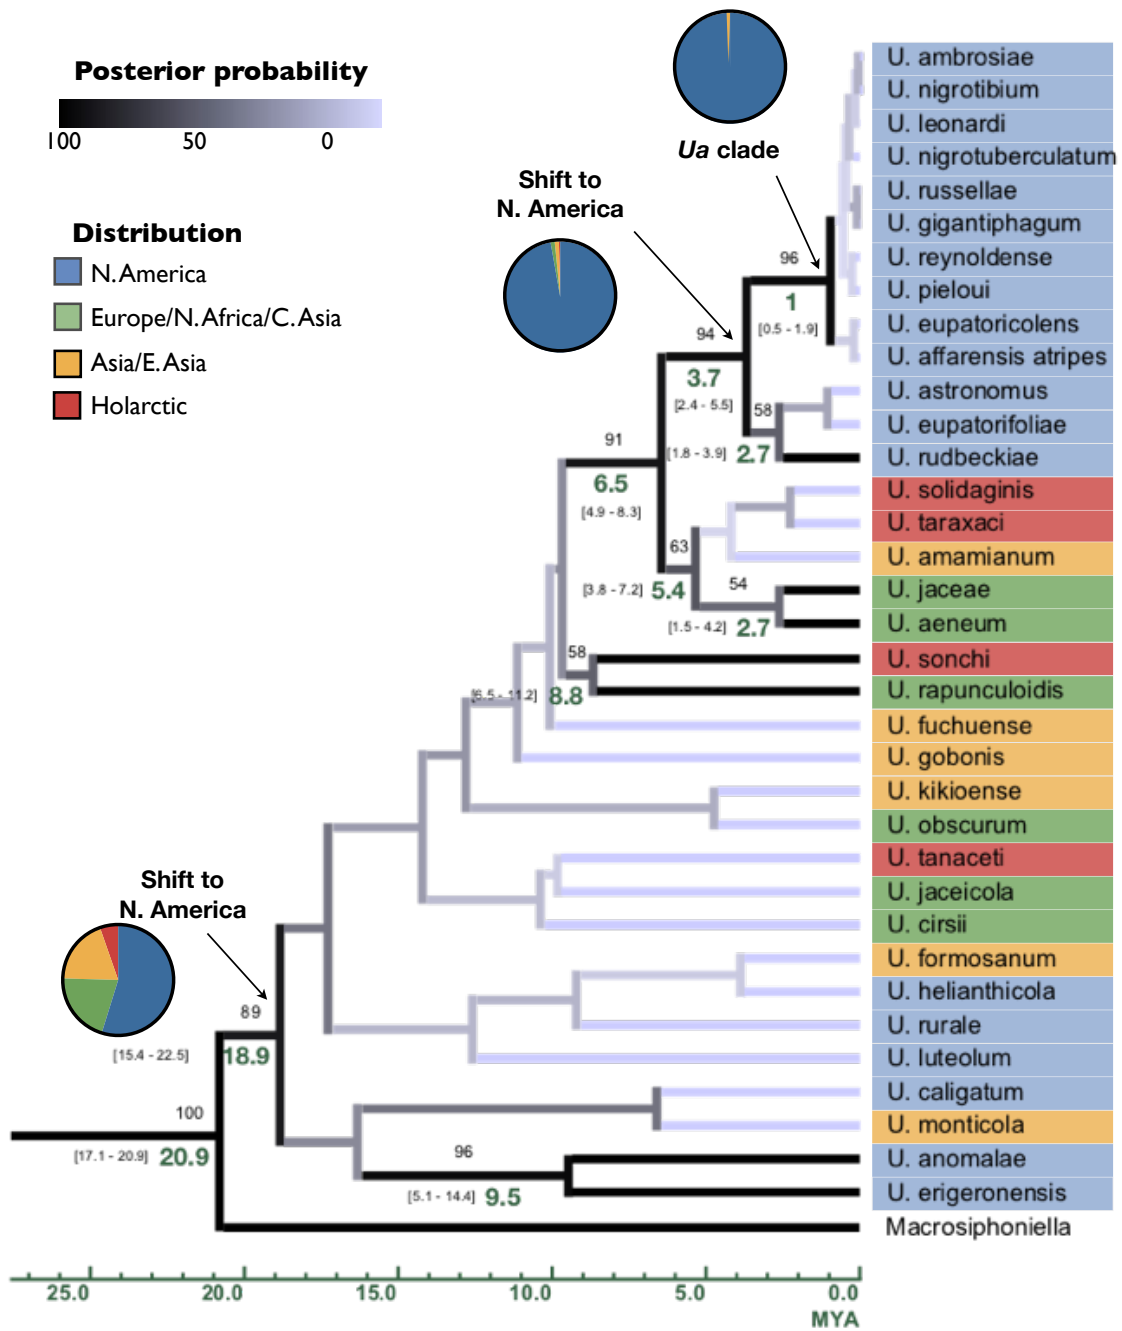 Posterior probability
100 50 0
Distribution
N. America
Europe/N. Africa/C. Asia
Asia/E. Asia
Holarctic
Ua clade
Shift to
N. America
Shift to
N. America
96
1
[0.5 - 1.9]
94
3.7
[2.4 - 5.5]
58
[1.8 - 3.9] 2.7
91
6.5
[4.9 - 8.3]
63
[3.8 - 7.2] 5.4
54
[1.5 - 4.2] 2.7
58
[6.5 - 11.2] 8.8
89
[15.4 - 22.5] 18.9
100
[17.1 - 20.9] 20.9
96
[5.1 - 14.4] 9.5
U. ambrosiae
U. nigrotibium
U. leonardi
U. nigrotuberculatum
U. russellae
U. gigantiphagum
U. reynoldense
U. pieloui
U. eupatoricolens
U. affarensis atripes
U. astronomus
U. eupatorifoliae
U. rudbeckiae
U. solidaginis
U. taraxaci
U. amamianum
U. jaceae
U. aeneum
U. sonchi
U. rapunculoidis
U. fuchuense
U. gobonis
U. kikioense
U. obscurum
U. tanaceti
U. jaceicola
U. cirsii
U. formosanum
U. helianthicola
U. rurale
U. luteolum
U. caligatum
U. monticola
U. anomalae
U. erigeronensis
Macrosiphoniella
25.0 20.0 15.0 10.0 5.0 0.0
MYA